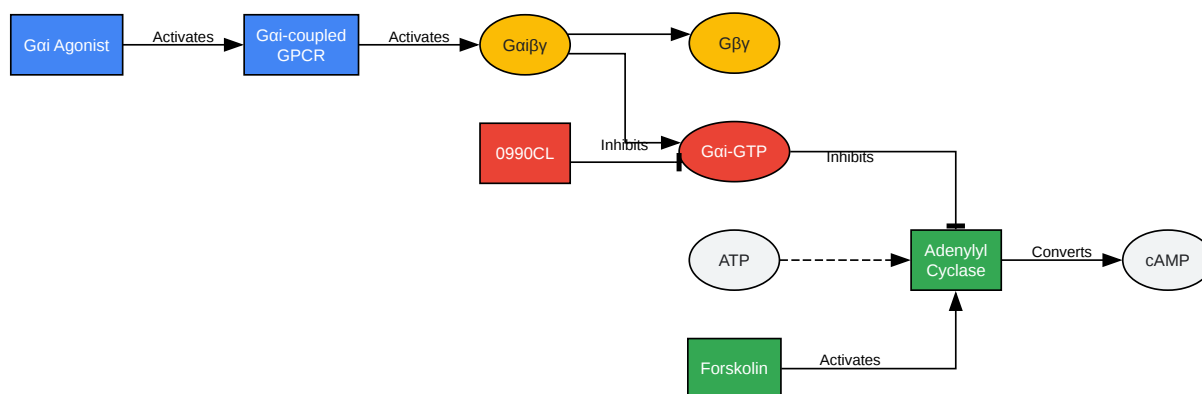 Gαi Agonist
Activates
Gαi-coupled
GPCR
Activates
Gαiβγ
Gβγ
0990CL
Inhibits
Gαi-GTP
Inhibits
ATP
Adenylyl
Cyclase
Converts
cAMP
Forskolin
Activates